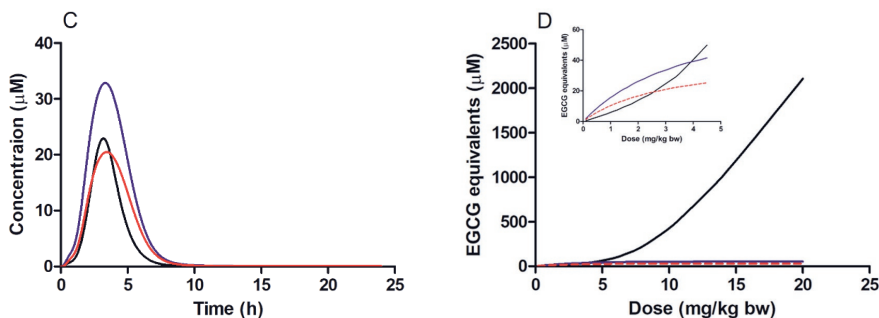 C
40
30
20
10
0
Concentraion (μM)
0 5 10 15 20 25
Time (h)
D
2500
2000
1500
1000
500
0
EGCG equivalents (μM)
0 5 10 15 20 25
Dose (mg/kg bw)
60
40
20
0
EGCG equivalents (μM)
0 1 2 3 4 5
Dose (mg/kg bw)